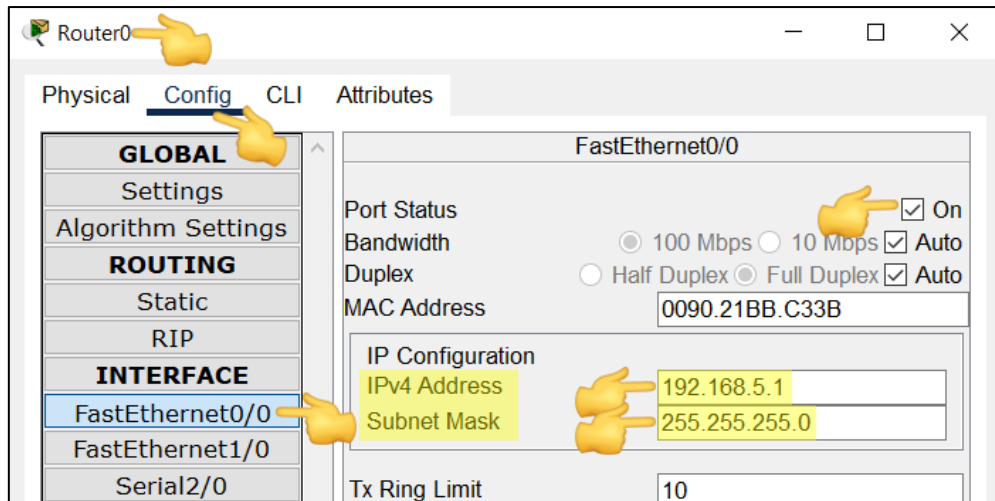 Router0
Physical Config CLI Attributes
GLOBAL
Settings
Algorithm Settings
ROUTING
Static
RIP
INTERFACE
FastEthernet0/0
FastEthernet1/0
Serial2/0
FastEthernet0/0
Port Status On
Bandwidth 100 Mbps 10 Mbps Auto
Duplex Half Duplex Full Duplex Auto
MAC Address 0090.21BB.C33B
IP Configuration
IPv4 Address 192.168.5.1
Subnet Mask 255.255.255.0
Tx Ring Limit 10